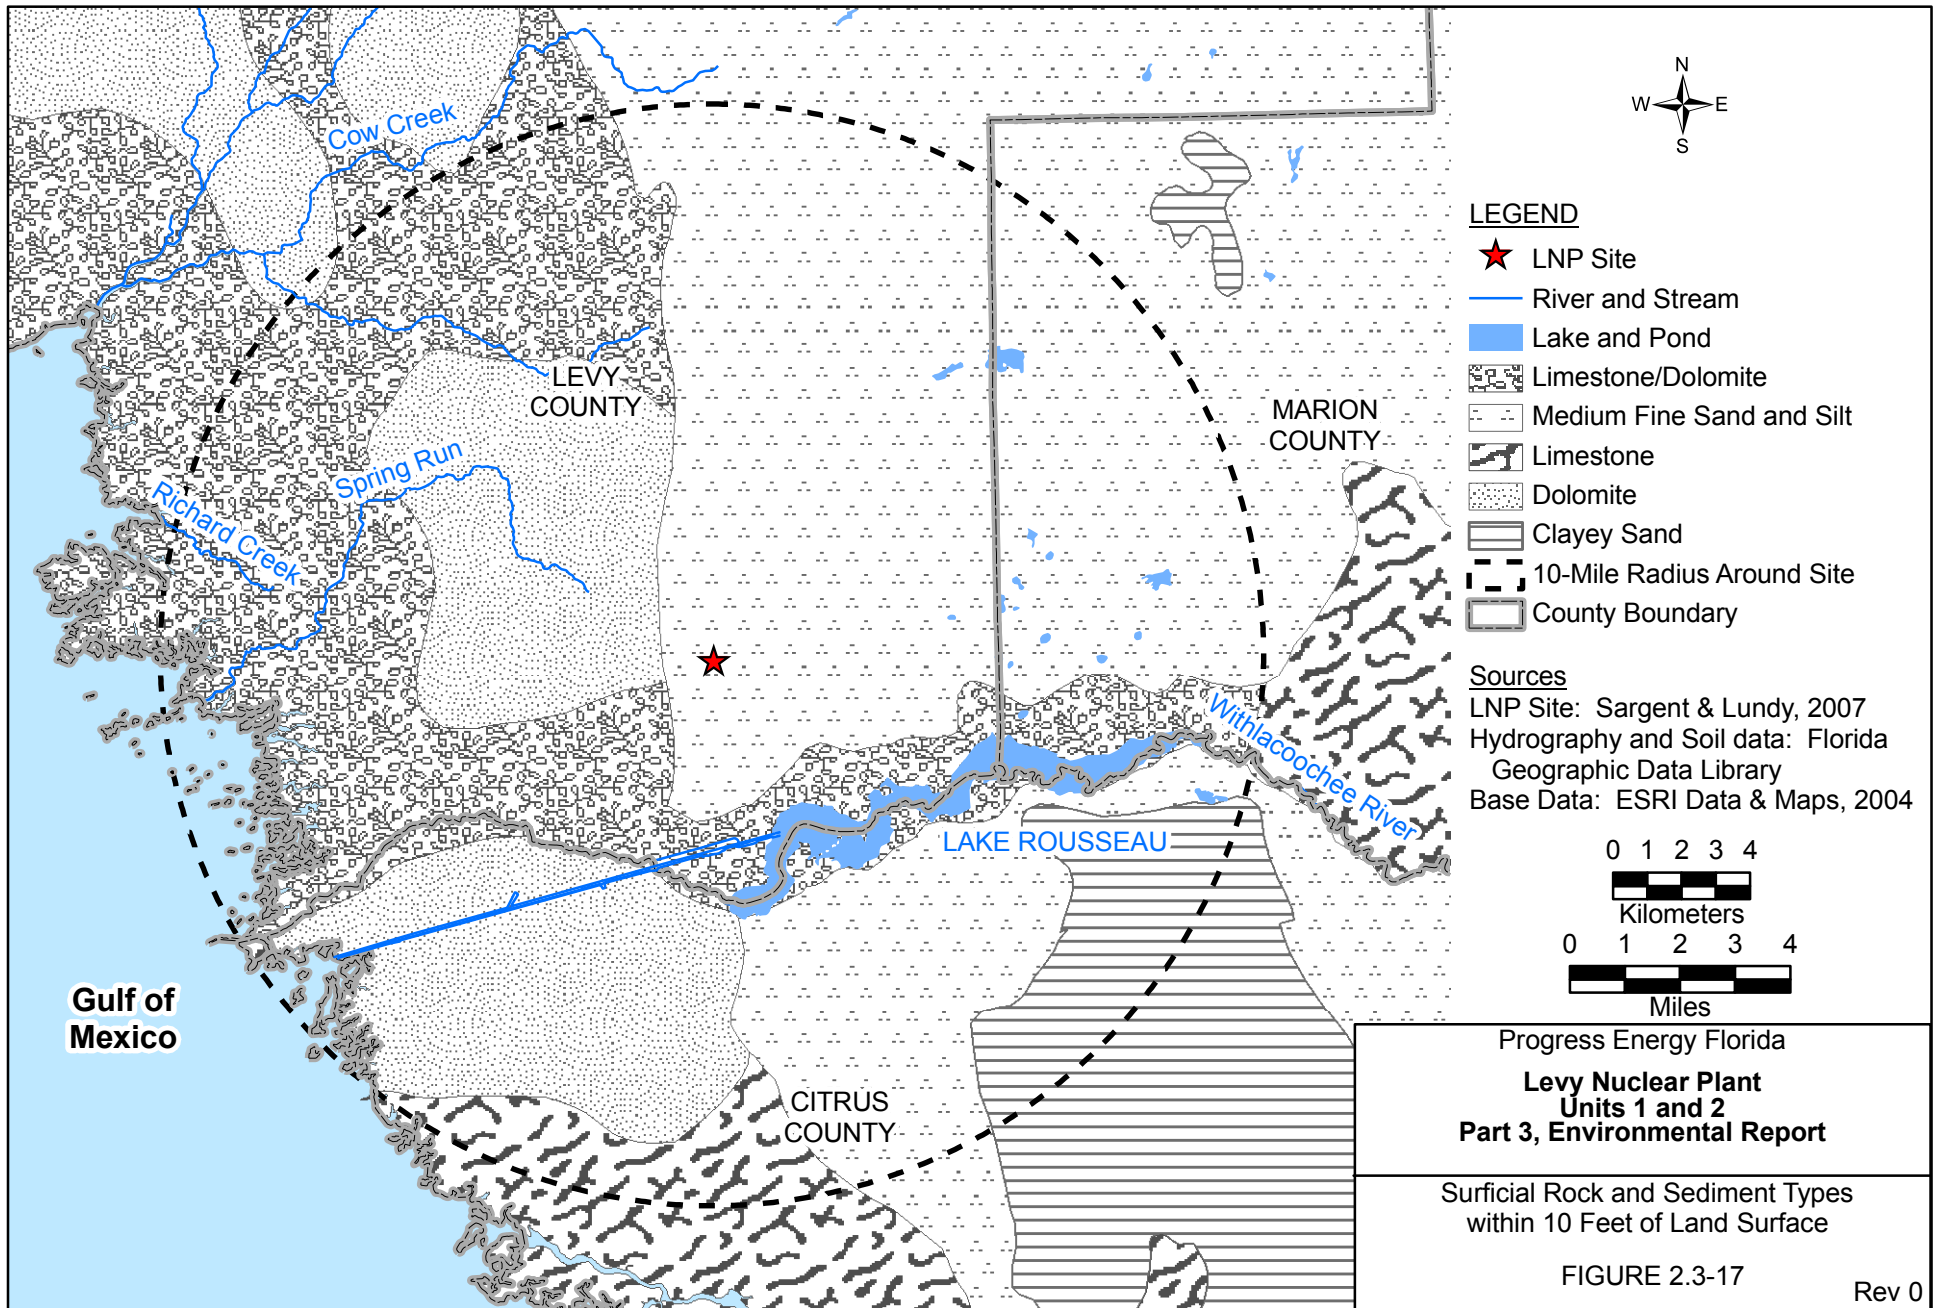 Cow Creek
LEVY
COUNTY
MARION
COUNTY
Spring Run
Richard Creek
Withlacoochee River
LAKE ROUSSEAU
Gulf of
Mexico
CITRUS
COUNTY
N
W E
S
LEGEND
LNP Site
River and Stream
Lake and Pond
Limestone/Dolomite
Medium Fine Sand and Silt
Limestone
Dolomite
Clayey Sand
10-Mile Radius Around Site
County Boundary
Sources
LNP Site: Sargent & Lundy, 2007
Hydrography and Soil data: Florida
Geographic Data Library
Base Data: ESRI Data & Maps, 2004
0 1 2 3 4
Kilometers
0 1 2 3 4
Miles
Progress Energy Florida
Levy Nuclear Plant
Units 1 and 2
Part 3, Environmental Report
Surficial Rock and Sediment Types
within 10 Feet of Land Surface
FIGURE 2.3-17
Rev 0